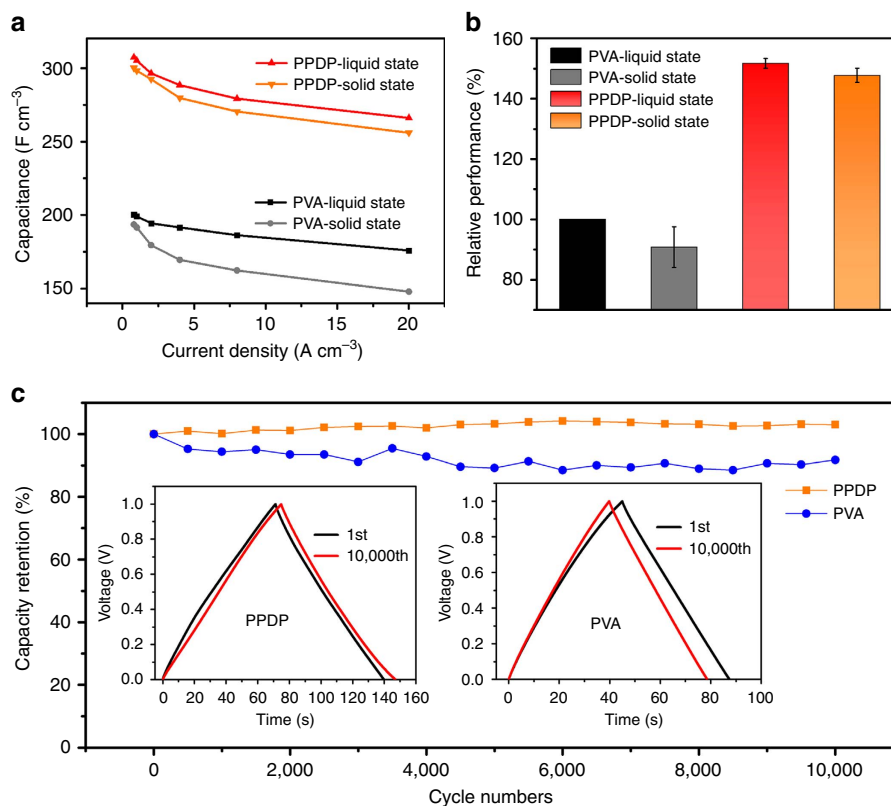 a
300
250
200
150
0
5
10
15
20
Capacitance (F cm⁻³)
Current density (A cm⁻³)
PPDP-liquid state
PPDP-solid state
PVA-liquid state
PVA-solid state
b
160
140
120
100
80
Relative performance (%)
PVA-liquid state
PVA-solid state
PPDP-liquid state
PPDP-solid state
c
100
80
60
40
20
0
Capacity retention (%)
0
2,000
4,000
6,000
8,000
10,000
Cycle numbers
PPDP
PVA
1.0
0.8
0.6
0.4
0.2
0.0
Voltage (V)
1st
10,000th
PPDP
0 20 40 60 80 100 120 140 160
Time (s)
1.0
0.8
0.6
0.4
0.2
0.0
Voltage (V)
1st
10,000th
PVA
0 20 40 60 80 100
Time (s)